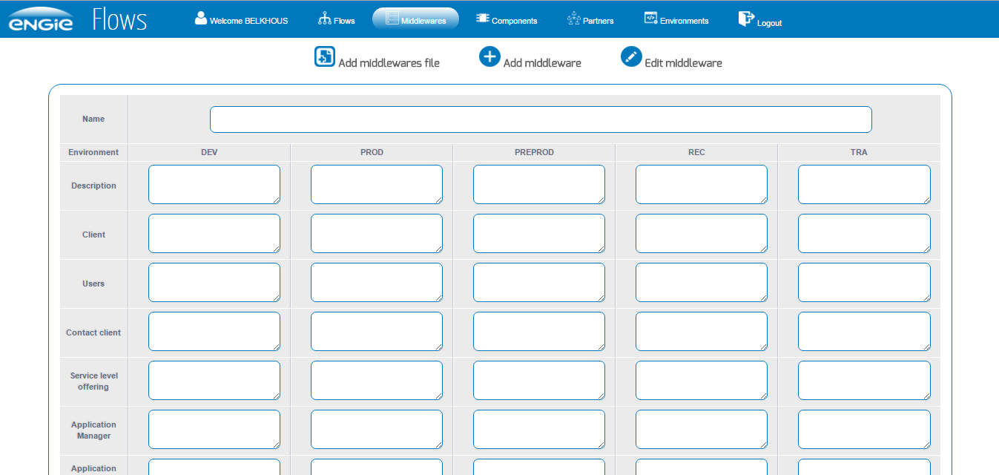 ENGIE Flows Welcome BELKHOUS Flows Middlewares Components Partners Environments Logout
Add middlewares file Add middleware Edit middleware
Name
Environment DEV PROD PREPROD REC TRA
Description
Client
Users
Contact client
Service level
offering
Application
Manager
Application